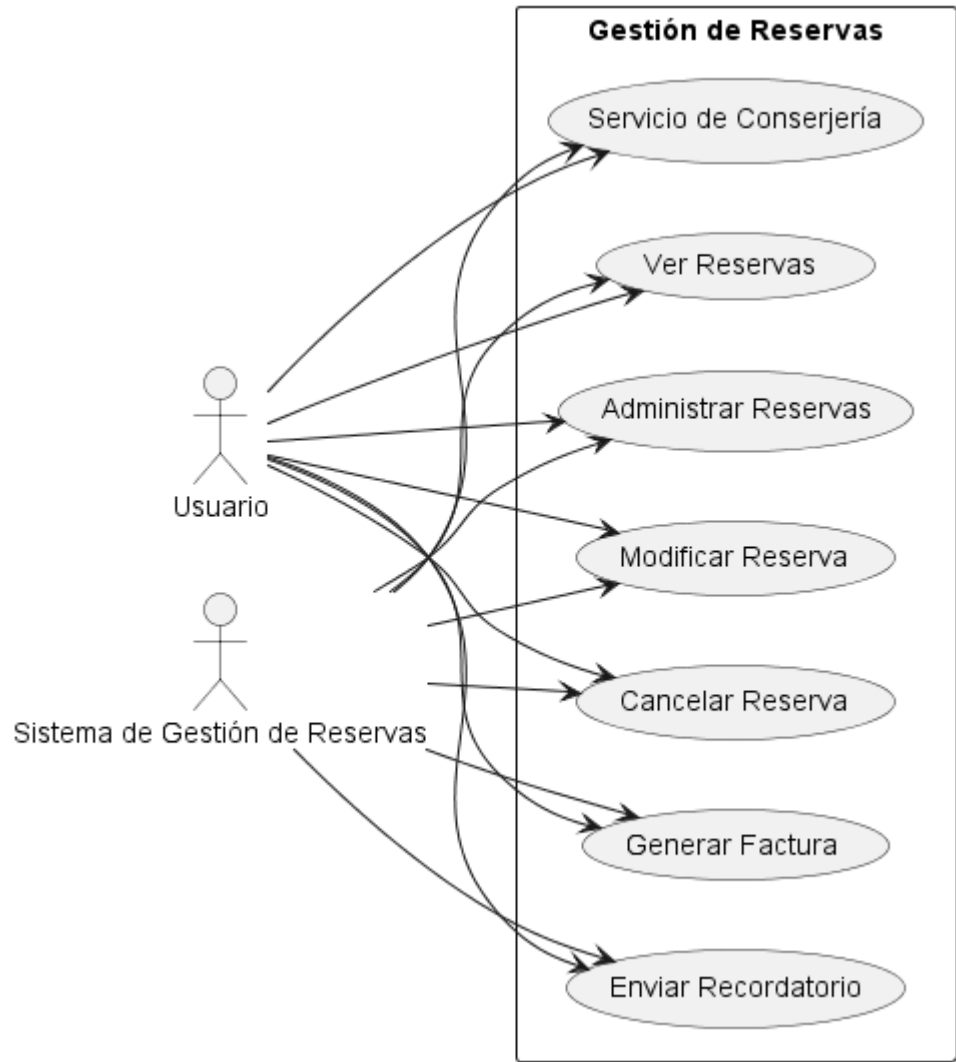 Gestión de Reservas
Servicio de Conserjería
Ver Reservas
Administrar Reservas
Usuario
Modificar Reserva
Cancelar Reserva
Sistema de Gestión de Reservas
Generar Factura
Enviar Recordatorio